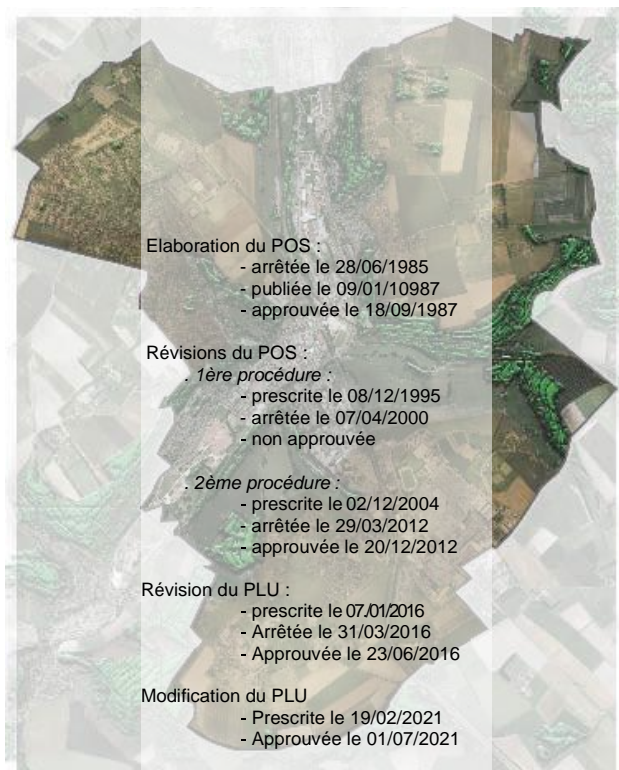 Elaboration du POS :
- arrêtée le 28/06/1985
- publiée le 09/01/10987
- approuvée le 18/09/1987
Révisions du POS :
. 1ère procédure :
- prescrite le 08/12/1995
- arrêtée le 07/04/2000
- non approuvée
. 2ème procédure :
- prescrite le 02/12/2004
- arrêtée le 29/03/2012
- approuvée le 20/12/2012
Révision du PLU :
- prescrite le 07/01/2016
- Arrêtée le 31/03/2016
- Approuvée le 23/06/2016
Modification du PLU
- Prescrite le 19/02/2021
- Approuvée le 01/07/2021